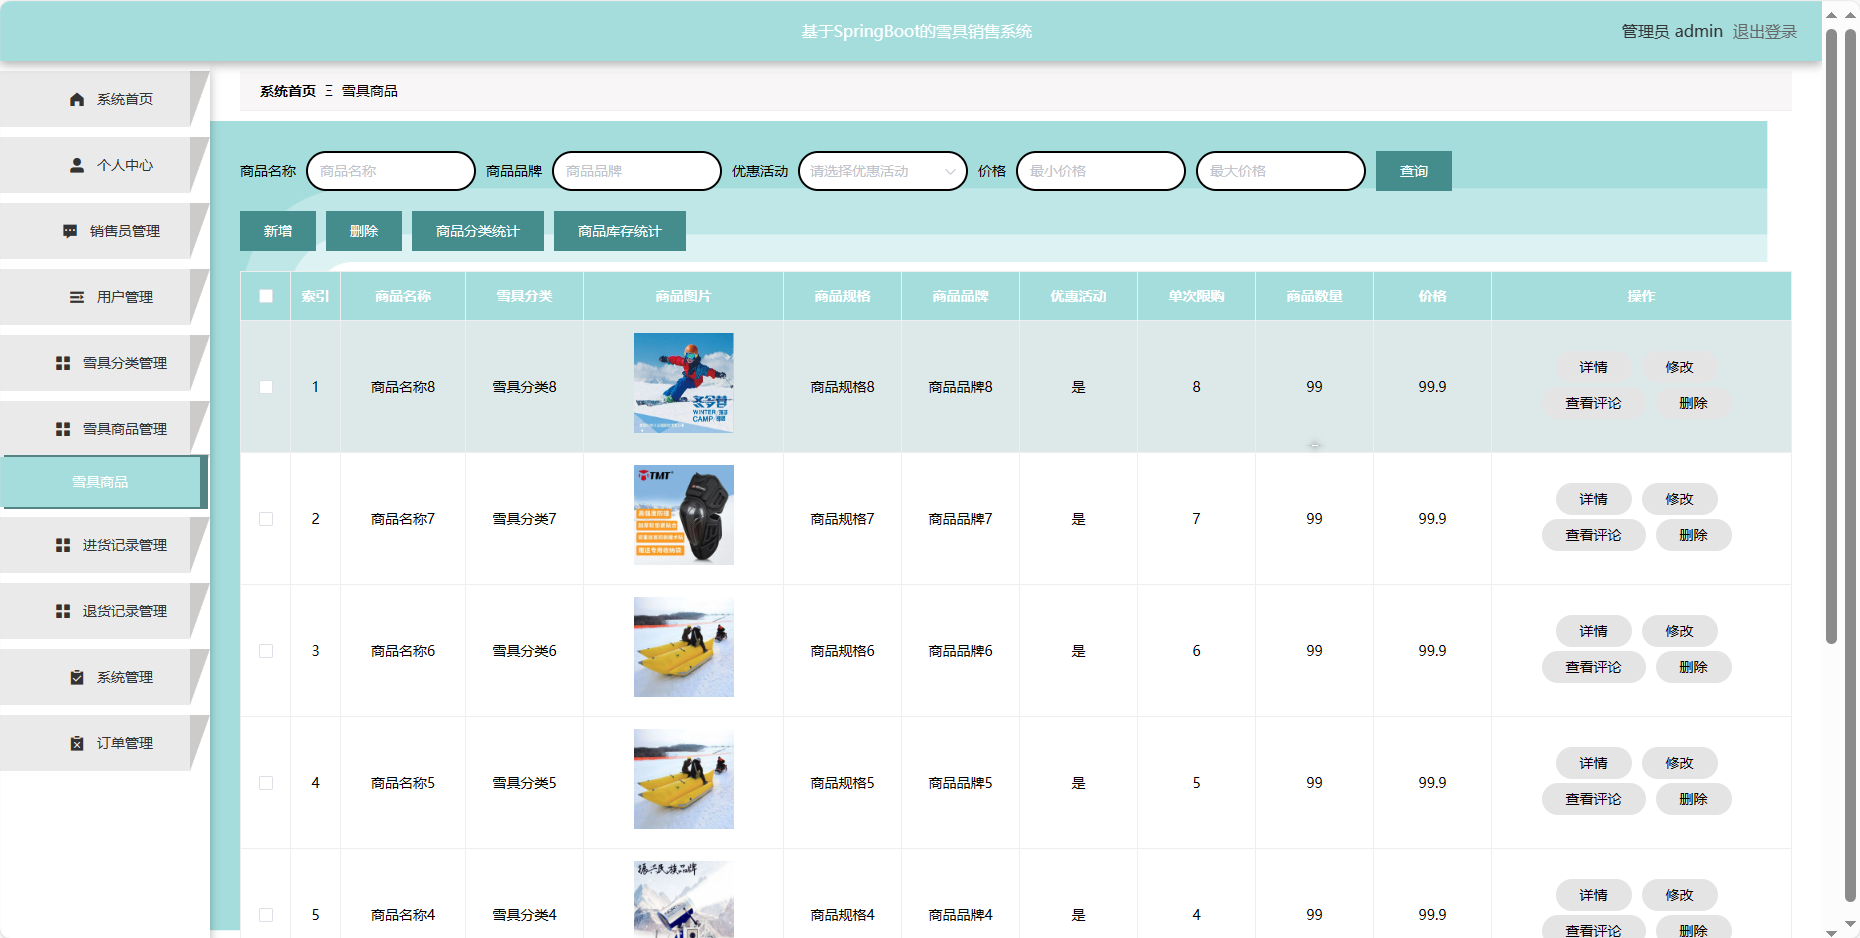 基于SpringBoot的雪具销售系统
管理员 admin 退出登录
系统首页
个人中心
销售员管理
用户管理
雪具分类管理
雪具商品管理
雪具商品
进货记录管理
退货记录管理
系统管理
订单管理
系统首页 Ξ 雪具商品
商品名称 商品名称 商品品牌 商品品牌 优惠活动 请选择优惠活动 价格 最小价格 最大价格 查询
新增 删除 商品分类统计 商品库存统计
索引 商品名称 雪具分类 商品图片 商品规格 商品品牌 优惠活动 单次限购 商品数量 价格 操作
1 商品名称8 雪具分类8 商品规格8 商品品牌8 是 8 99 99.9 详情 修改
查看评论 删除
冬令营
WINTER
CAMP
2 商品名称7 雪具分类7 商品规格7 商品品牌7 是 7 99 99.9 详情 修改
查看评论 删除
TMT
3 商品名称6 雪具分类6 商品规格6 商品品牌6 是 6 99 99.9 详情 修改
查看评论 删除
4 商品名称5 雪具分类5 商品规格5 商品品牌5 是 5 99 99.9 详情 修改
查看评论 删除
振兴民族品牌
5 商品名称4 雪具分类4 商品规格4 商品品牌4 是 4 99 99.9 详情 修改
查看评论 删除